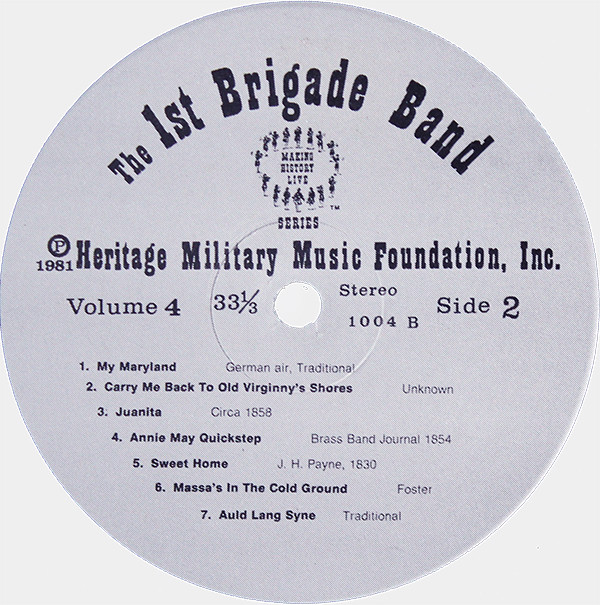 The 1st Brigade Band
MAKING
HISTORY
LIVE
™
SERIES
Ⓟ
1981 Heritage Military Music Foundation, Inc.
Volume 4 33⅓ Stereo Side 2
1004 B
1. My Maryland German air, Traditional
2. Carry Me Back To Old Virginny's Shores Unknown
3. Juanita Circa 1858
4. Annie May Quickstep Brass Band Journal 1854
5. Sweet Home J. H. Payne, 1830
6. Massa's In The Cold Ground Foster
7. Auld Lang Syne Traditional